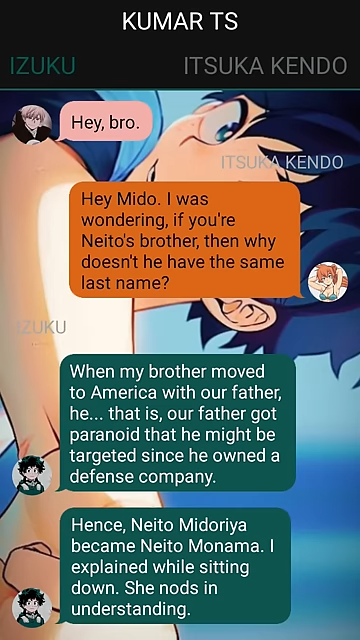 KUMAR TS
IZUKU
ITSUKA KENDO
Hey, bro.
ITSUKA KENDO
Hey Mido. I was
wondering, if you're
Neito's brother, then why
doesn't he have the same
last name?
IZUKU
When my brother moved
to America with our father,
he... that is, our father got
paranoid that he might be
targeted since he owned a
defense company.
Hence, Neito Midoriya
became Neito Monama. I
explained while sitting
down. She nods in
understanding.